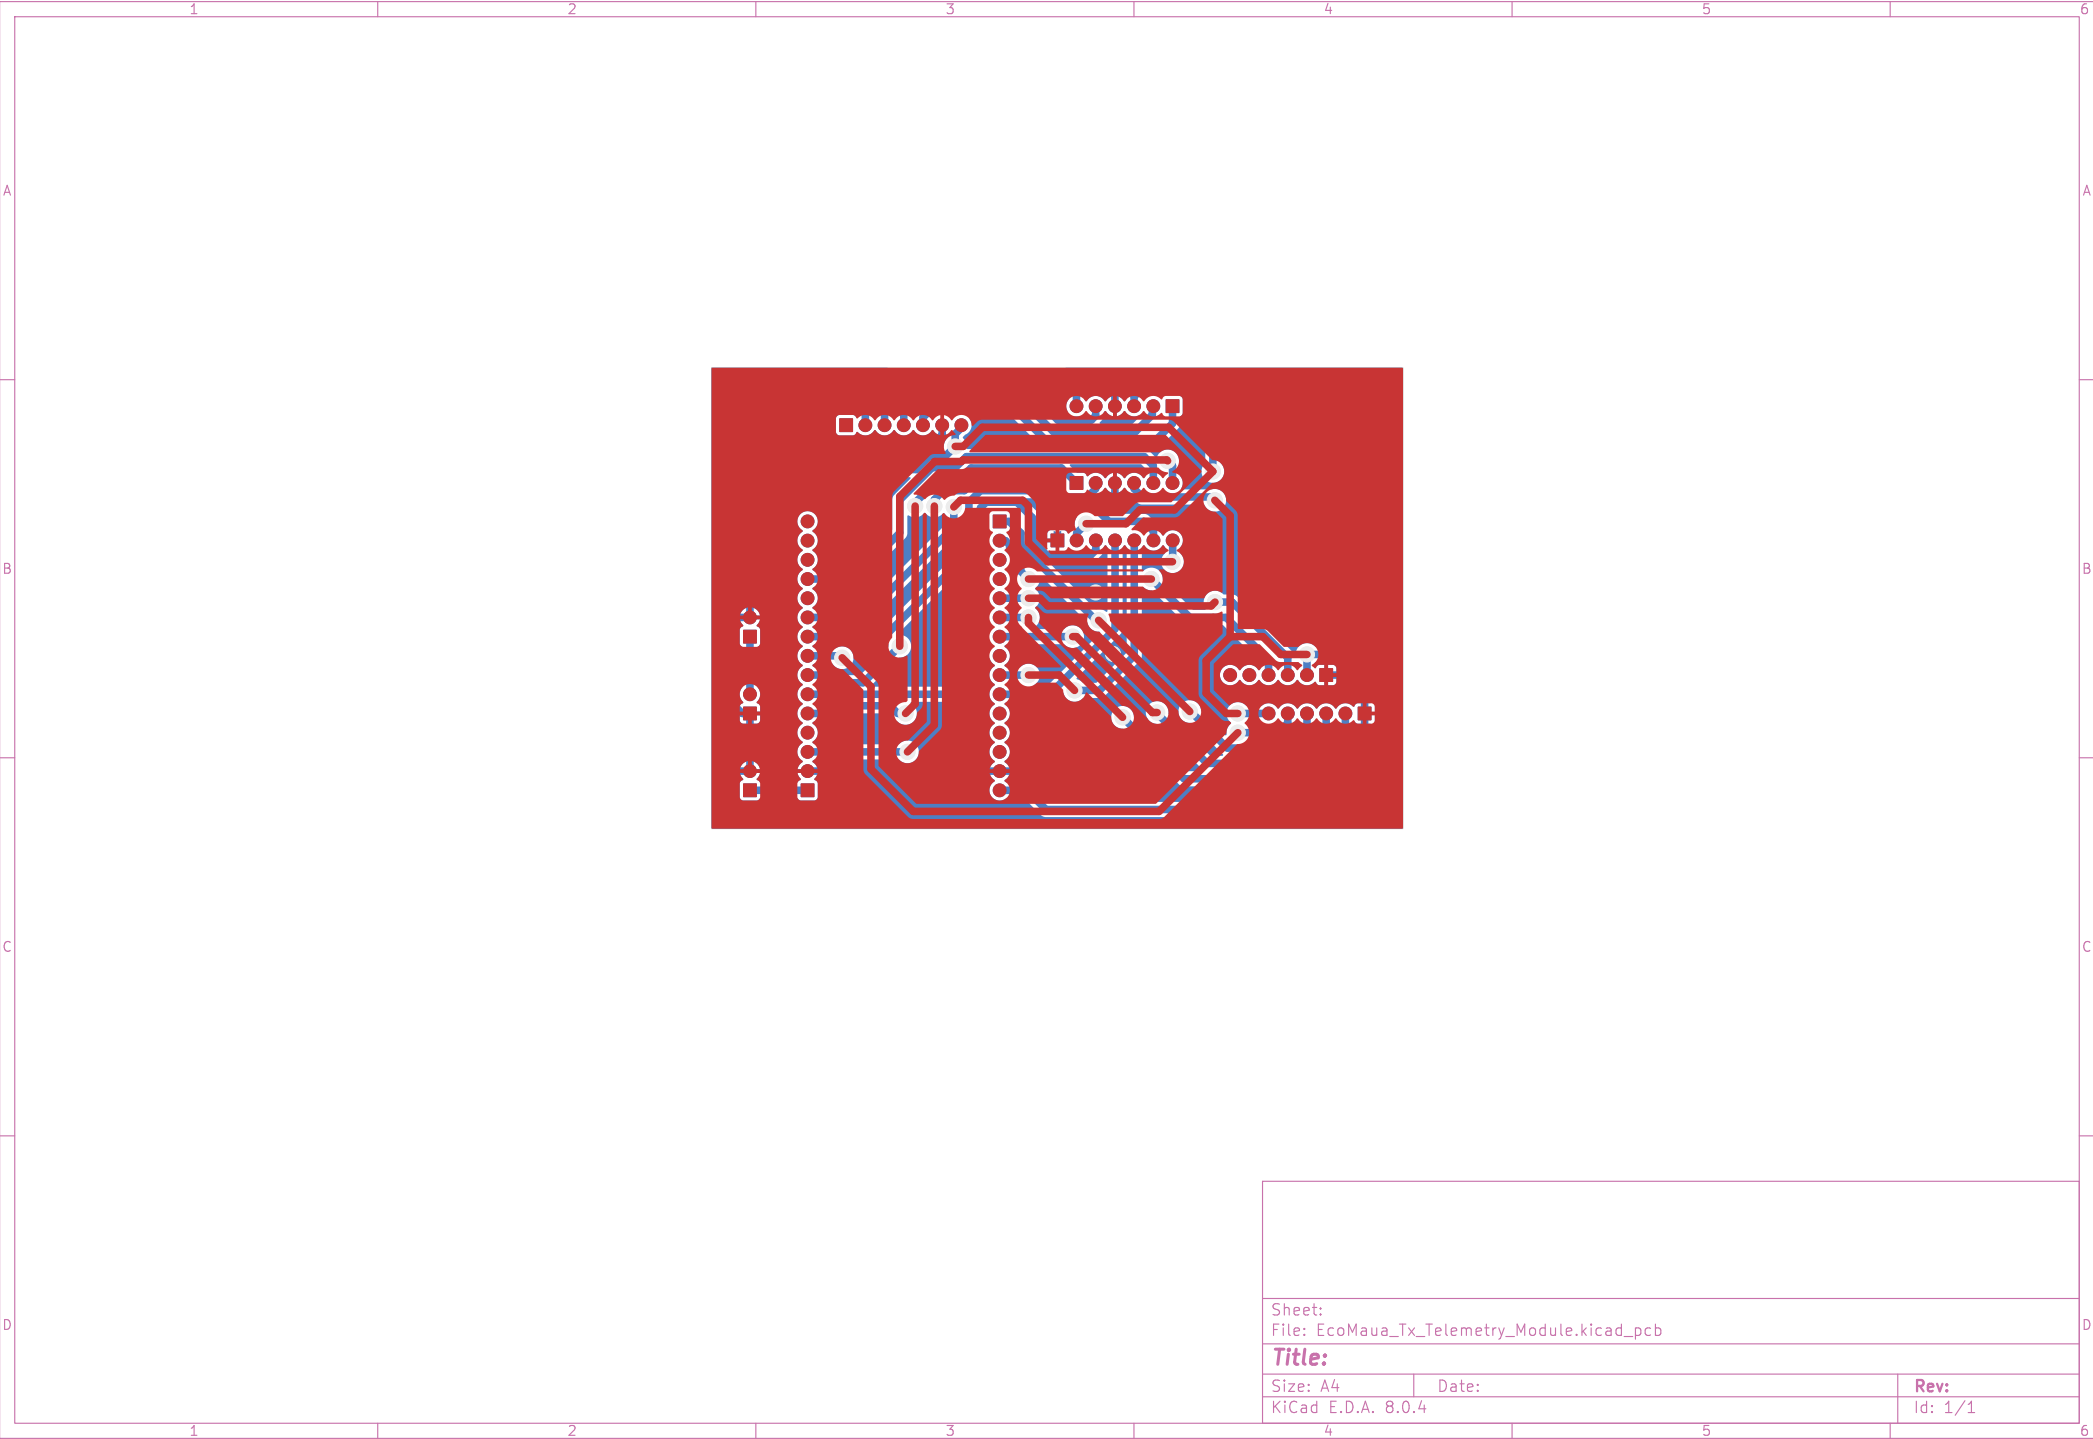 1 2 3 4 5 6
A A
B B
C C
D D
Sheet:
File: EcoMaua_Tx_Telemetry_Module.kicad_pcb
Title:
Size: A4 Date: Rev:
KiCad E.D.A. 8.0.4 Id: 1/1
1 2 3 4 5 6